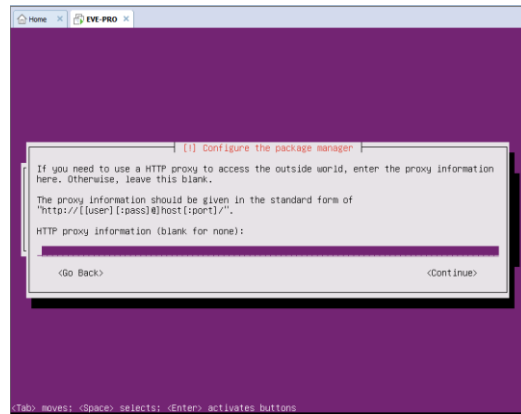 Home × EVE-PRO ×
[!] Configure the package manager
If you need to use a HTTP proxy to access the outside world, enter the proxy information
here. Otherwise, leave this blank.
The proxy information should be given in the standard form of
"http://[[user][:pass]@]host[:port]/".
HTTP proxy information (blank for none):
<Go Back> <Continue>
<Tab> moves; <Space> selects; <Enter> activates buttons